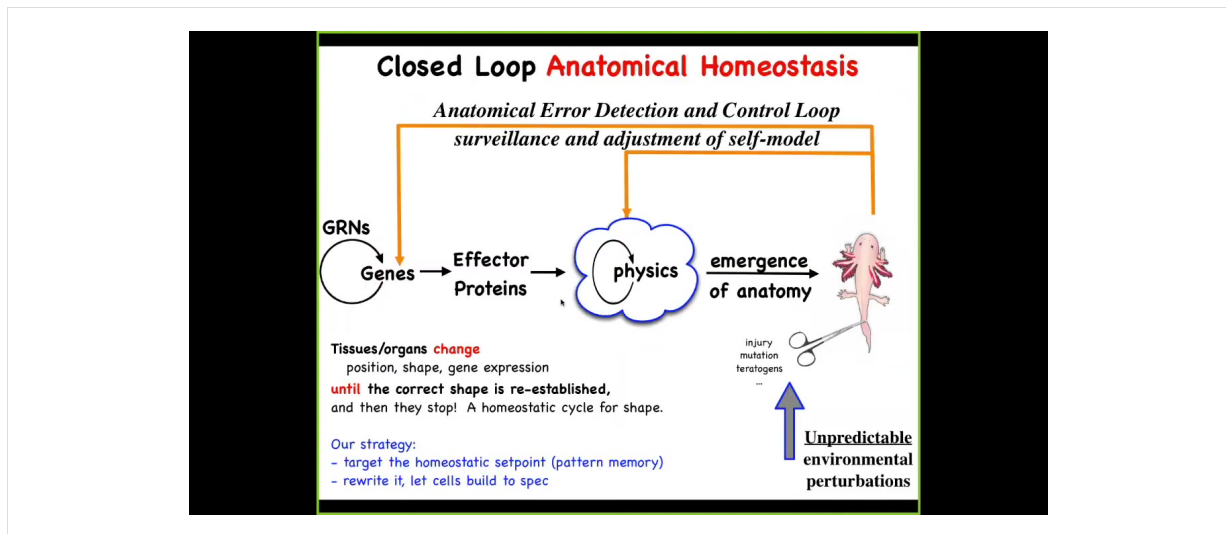 Closed Loop Anatomical Homeostasis
Anatomical Error Detection and Control Loop
surveillance and adjustment of self-model
GRNs
Genes
Effector
Proteins
physics
emergence
of anatomy
injury
mutation
teratogens
...
Tissues/organs change
position, shape, gene expression
until the correct shape is re-established,
and then they stop! A homeostatic cycle for shape.
Our strategy:
- target the homeostatic setpoint (pattern memory)
- rewrite it, let cells build to spec
Unpredictable
environmental
perturbations